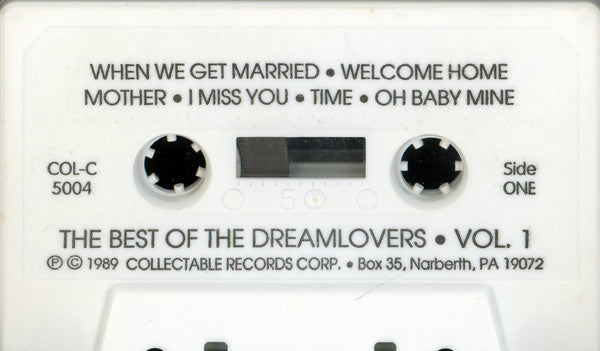 WHEN WE GET MARRIED • WELCOME HOME
MOTHER • I MISS YOU • TIME • OH BABY MINE
COL-C
5004
Side
ONE
50
THE BEST OF THE DREAMLOVERS • VOL. 1
Ⓟ © 1989 COLLECTABLE RECORDS CORP. • Box 35, Narberth, PA 19072